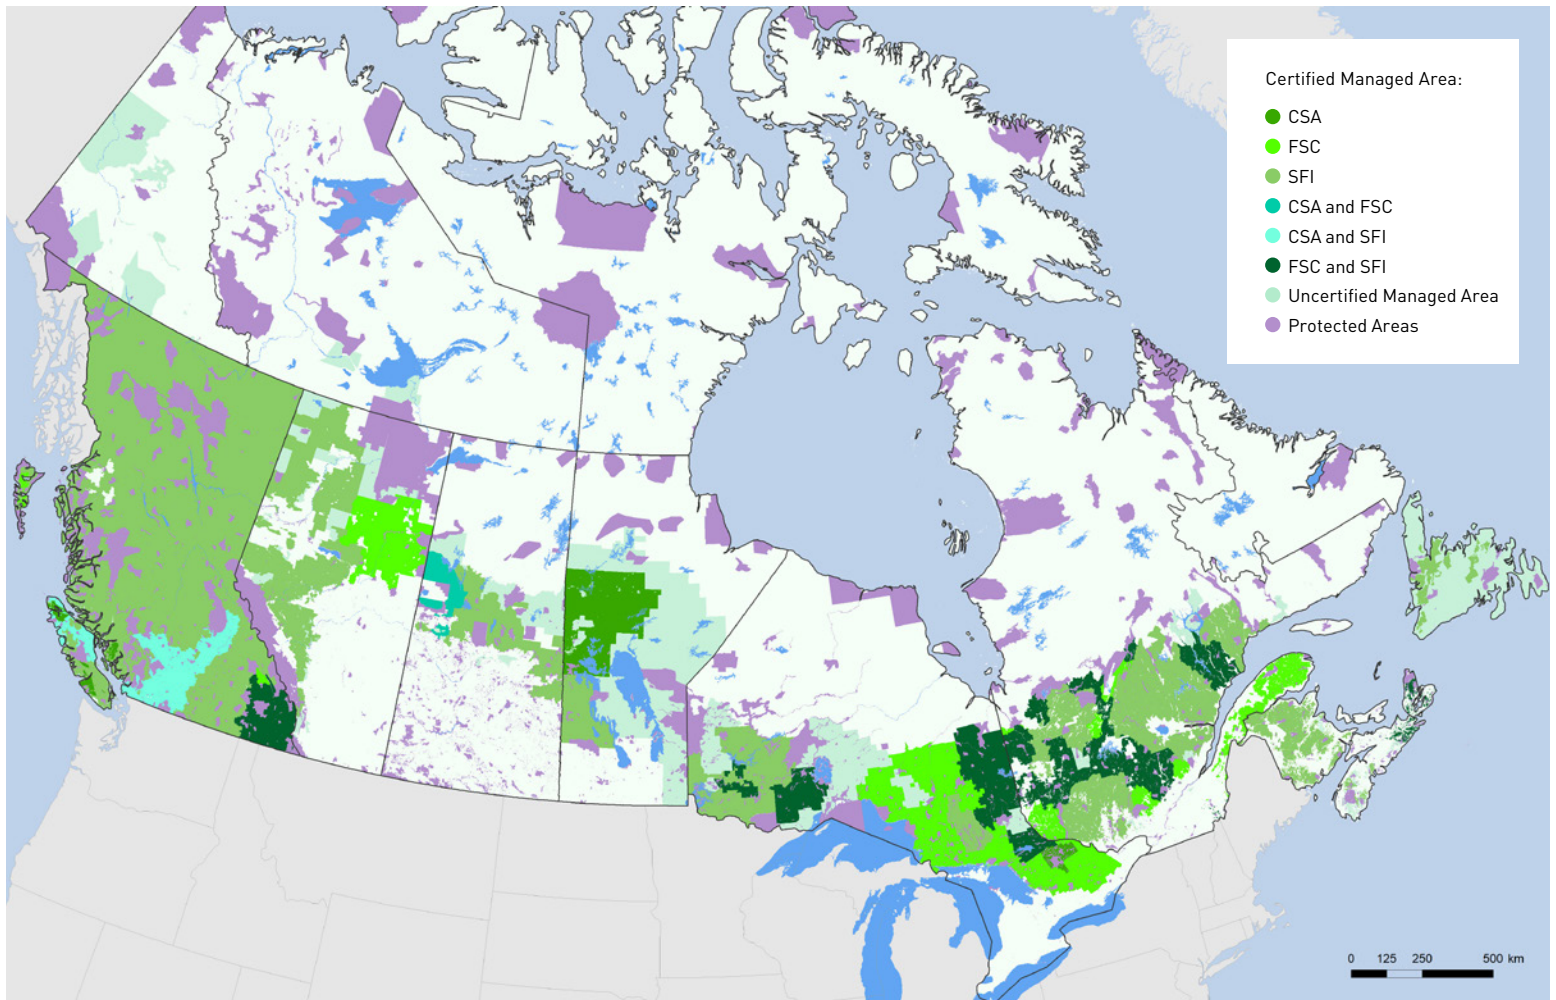 Certified Managed Area:
CSA
FSC
SFI
CSA and FSC
CSA and SFI
FSC and SFI
Uncertified Managed Area
Protected Areas
0 125 250 500 km